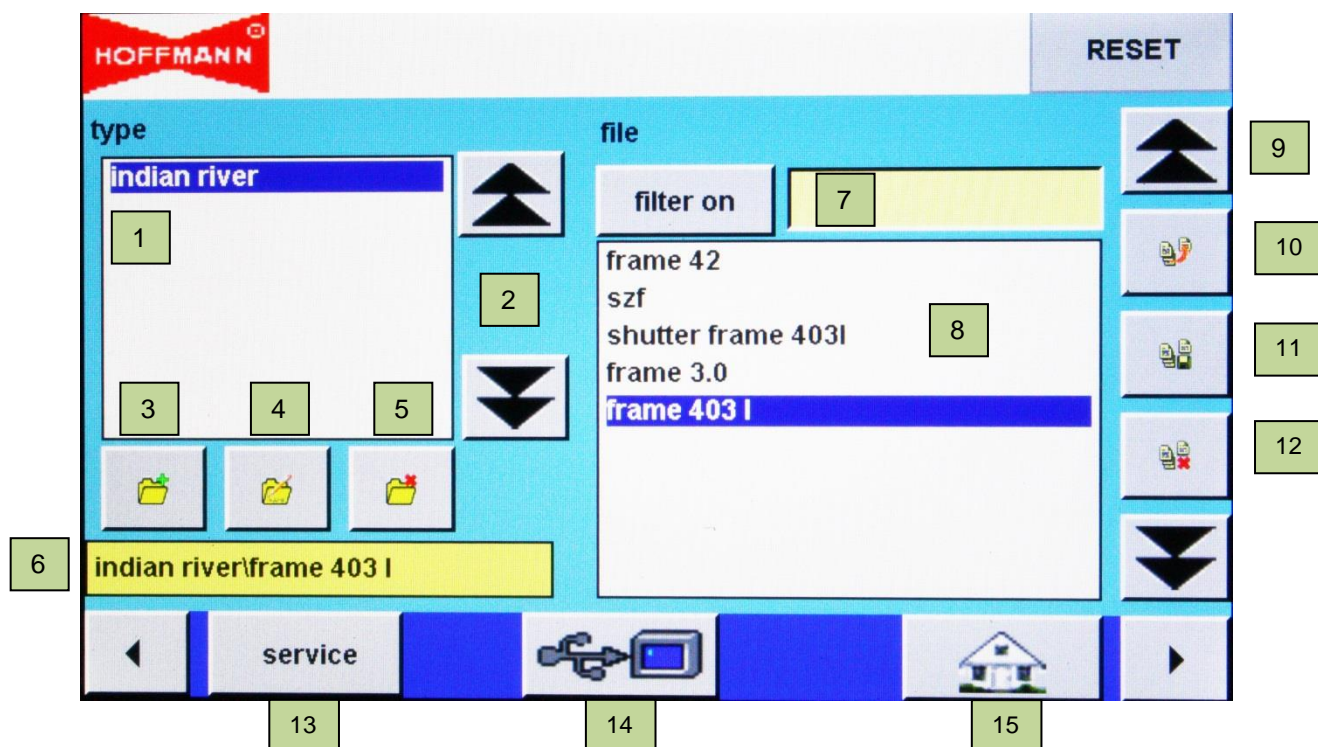 HOFFMANN
RESET
type
file
9
indian river
filter on
7
1
10
frame 42
2
szf
8
shutter frame 403l
11
frame 3.0
3
4
5
frame 403 l
12
6
indian river\frame 403 l
service
13
14
15